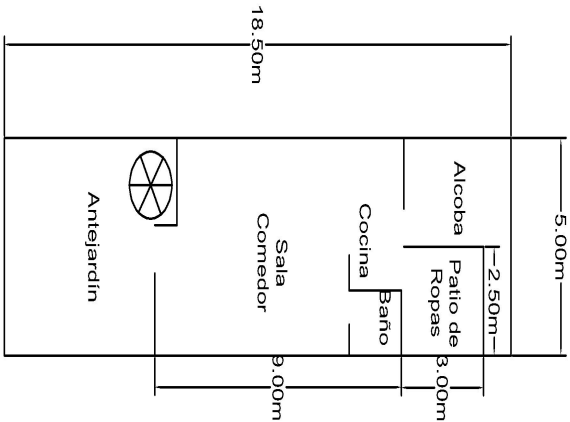 18.50m
5.00m
Alcoba
2.50m
Patio de
Ropas
Cocina
Baño
Sala
Comedor
Antejardín
9.00m
3.00m